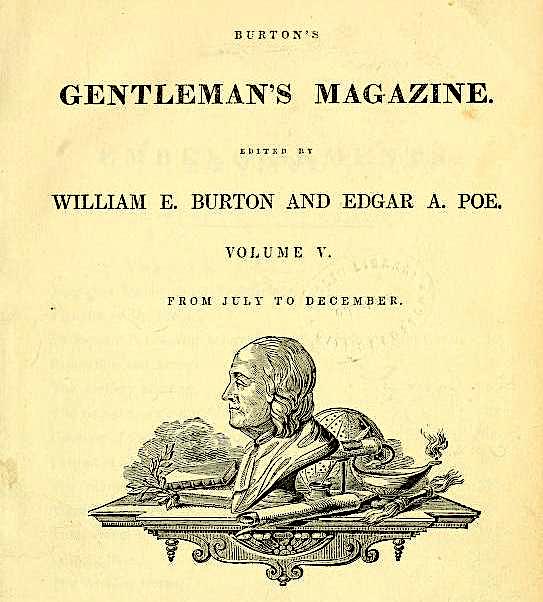 BURTON'S
GENTLEMAN'S MAGAZINE.
EDITED BY
WILLIAM E. BURTON AND EDGAR A. POE.
VOLUME V.
FROM JULY TO DECEMBER.